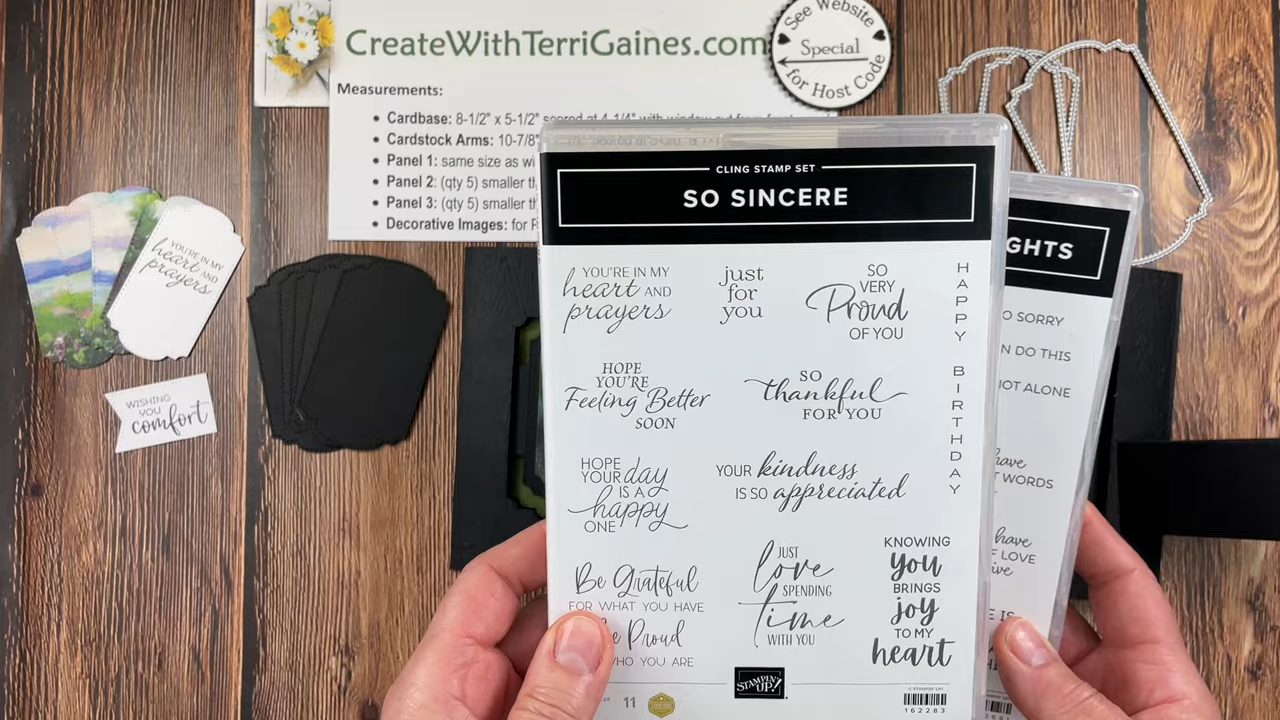 CreateWithTerriGaines.com
See Website
Special
for Host Code
Measurements:
• Cardbase: 8-1/2" x 5-1/2" scored at 4-1/4" with window cut
• Cardstock Arms: 10-7/8"
• Panel 1: same size as
• Panel 2: (qty 5) smaller
• Panel 3: (qty 5) smaller
• Decorative Images: for
YOU'RE IN MY
heart AND
prayers
WISHING
YOU
comfort
CLING STAMP SET
SO SINCERE
YOU'RE IN MY
heart AND
prayers
just
for
you
SO
VERY
Proud
OF YOU
HAPPY BIRTHDAY
HOPE
YOU'RE
Feeling Better
SOON
SO
thankful
FOR YOU
HOPE
YOUR day
IS A
happy
ONE
YOUR kindness
IS SO appreciated
Be Grateful
FOR WHAT YOU HAVE
Proud
WHO YOU ARE
JUST
love
SPENDING
time
WITH YOU
KNOWING
you
BRINGS
joy
TO MY
heart
11
STAMPIN' UP!
© STAMPIN' UP!
162283
GHTS
SO SORRY
DO THIS
NOT ALONE
have
WORDS
have
LOVE
IS